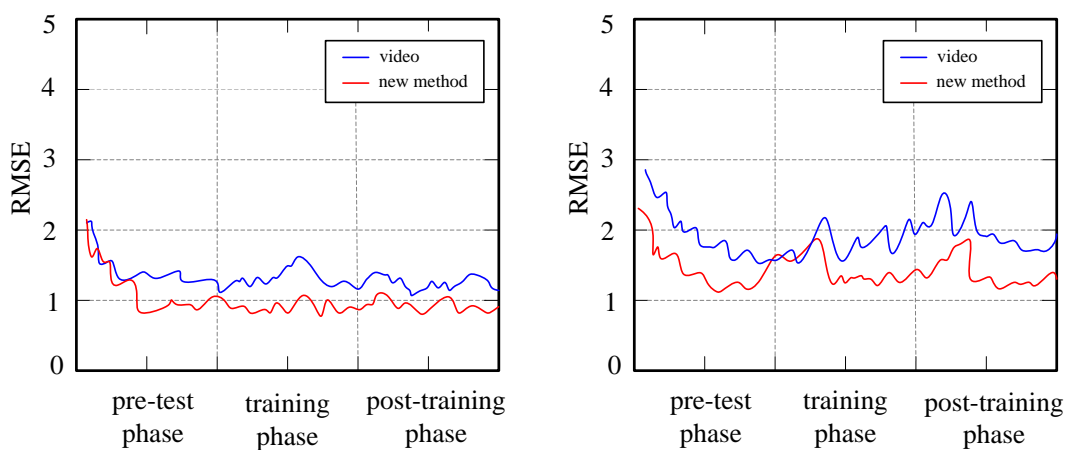 5
4
3
2
1
0
RMSE
video
new method
pre-test
phase
training
phase
post-training
phase
5
4
3
2
1
0
RMSE
video
new method
pre-test
phase
training
phase
post-training
phase